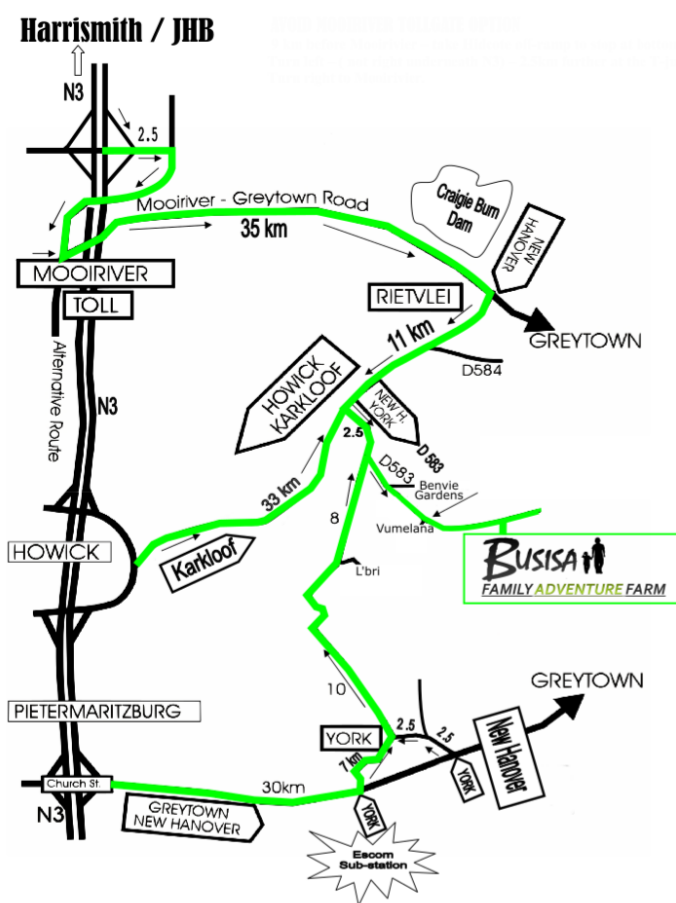 Harrismith / JHB
N3
2.5
Mooiriver - Greytown Road
35 km
Craigie Burn
Dam
NEW
HANOVER
MOOIRIVER
TOLL
RIETVLEI
GREYTOWN
11 km
D584
Alternative Route
N3
HOWICK
KARKLOOF
NEW H.
YORK
2.5
D 583
D583
Benvie
Gardens
33 km
8
Vumelana
HOWICK
Karkloof
L'bri
BUSISA
FAMILY ADVENTURE FARM
10
GREYTOWN
PIETERMARITZBURG
YORK
2.5
2.5
New Hanover
7 km
YORK
Church St.
30km
N3
GREYTOWN
NEW HANOVER
YORK
Escom
Sub-station